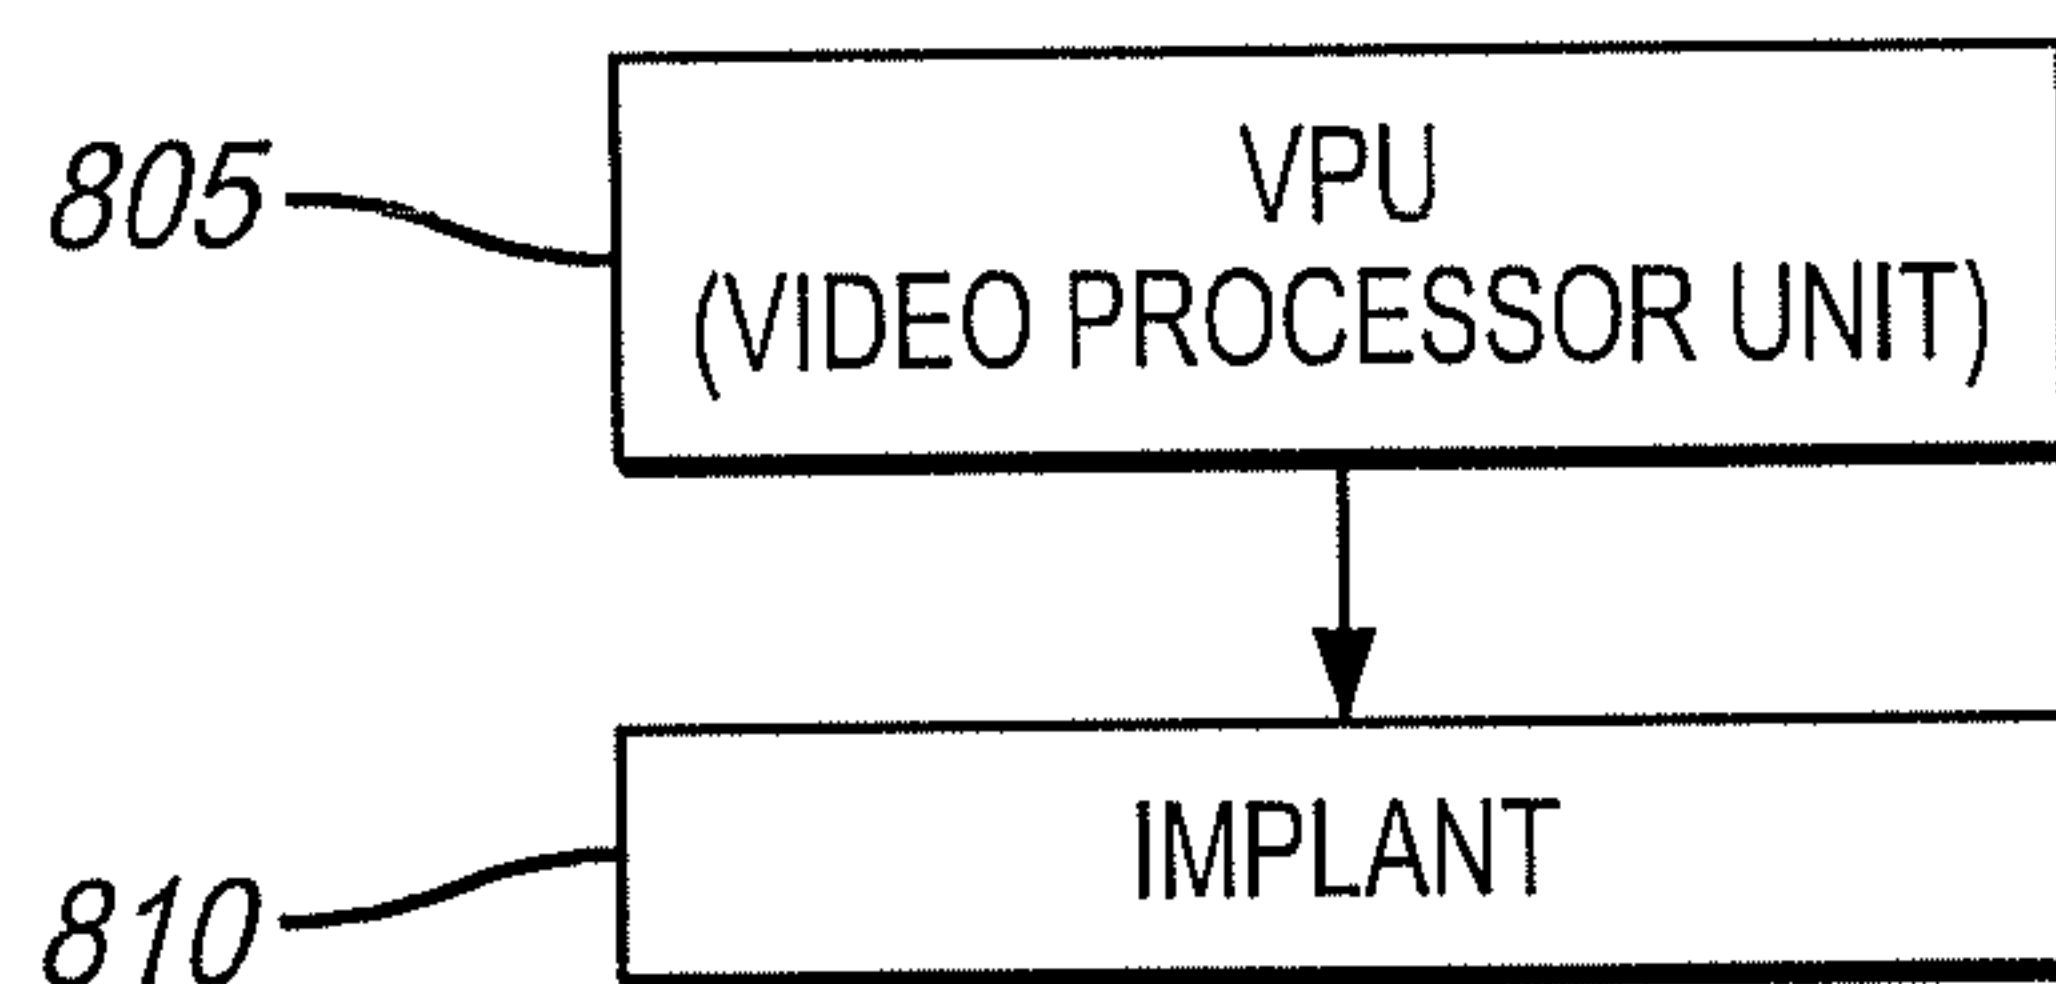 805
VPU
(VIDEO PROCESSOR UNIT)
IMPLANT
810